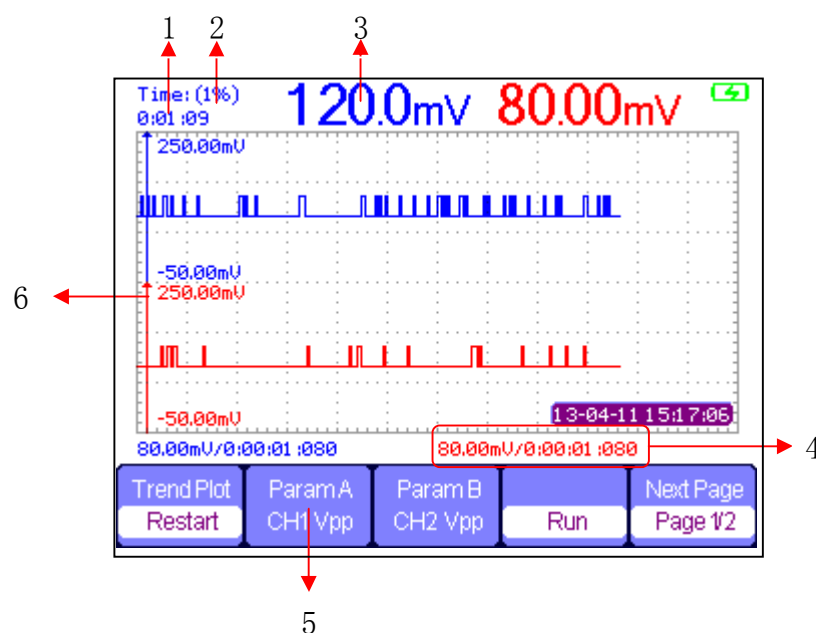 1 2 3
Time:(1%)
0:01:09
120.0mV 80.00mV
250.00mV
-50.00mV
6
250.00mV
-50.00mV
13-04-11 15:17:06
80.00mV/0:00:01:080 80.00mV/0:00:01:080
4
Trend Plot Param A Param B Next Page
Restart CH1 Vpp CH2 Vpp Run Page 1/2
5